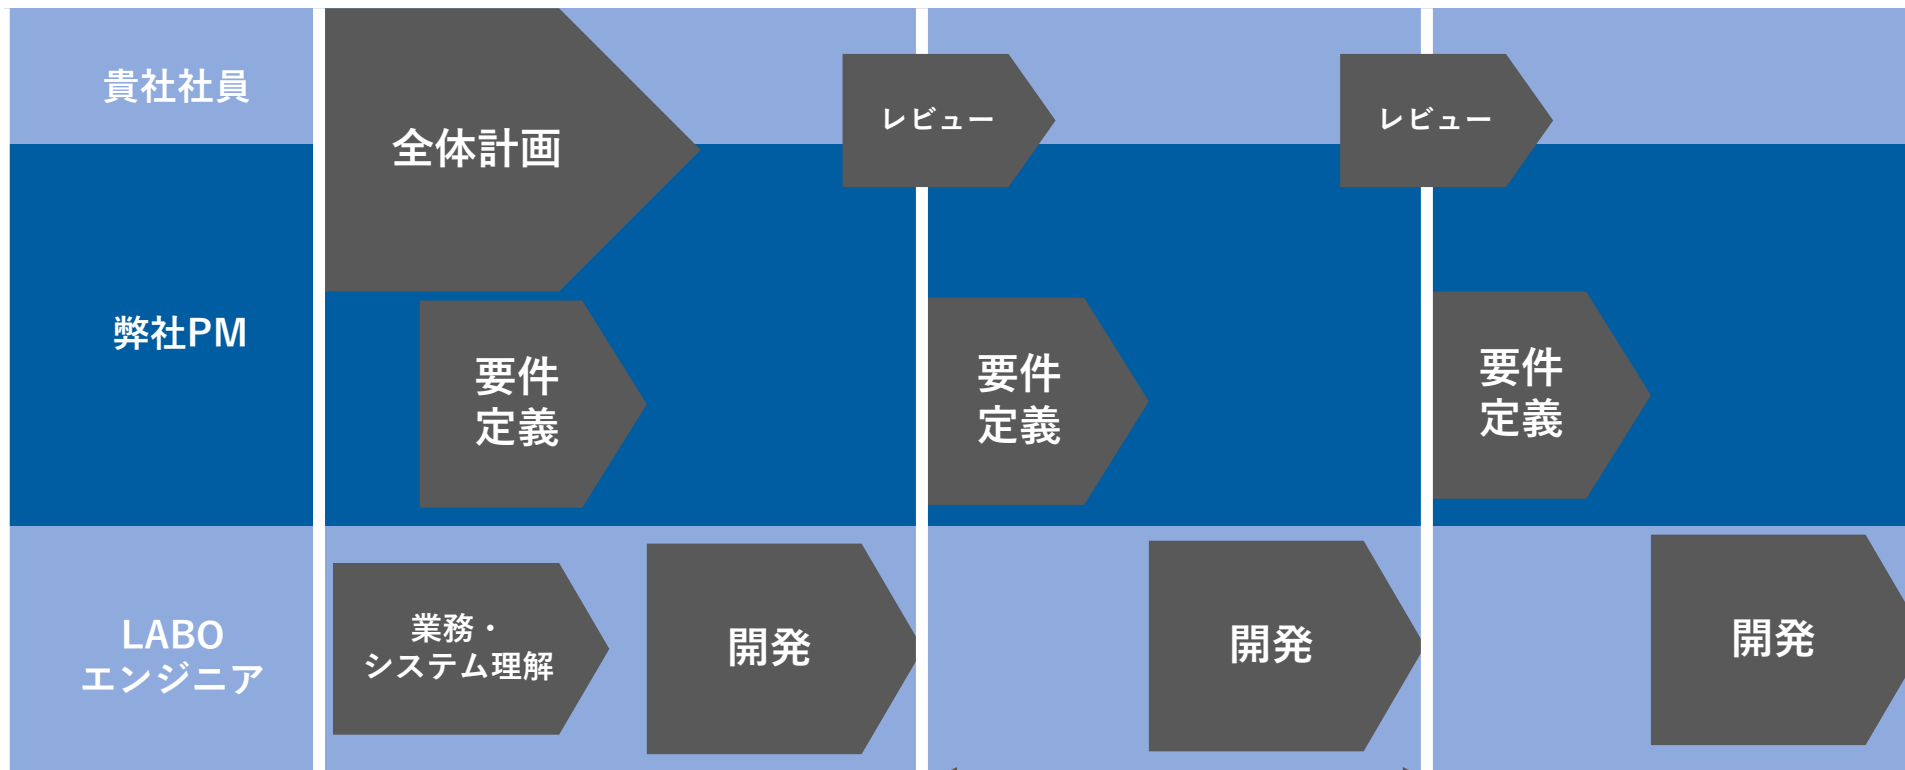 貴社社員
全体計画
レビュー
レビュー
弊社PM
要件
定義
要件
定義
要件
定義
LABO
エンジニア
業務・
システム理解
開発
開発
開発